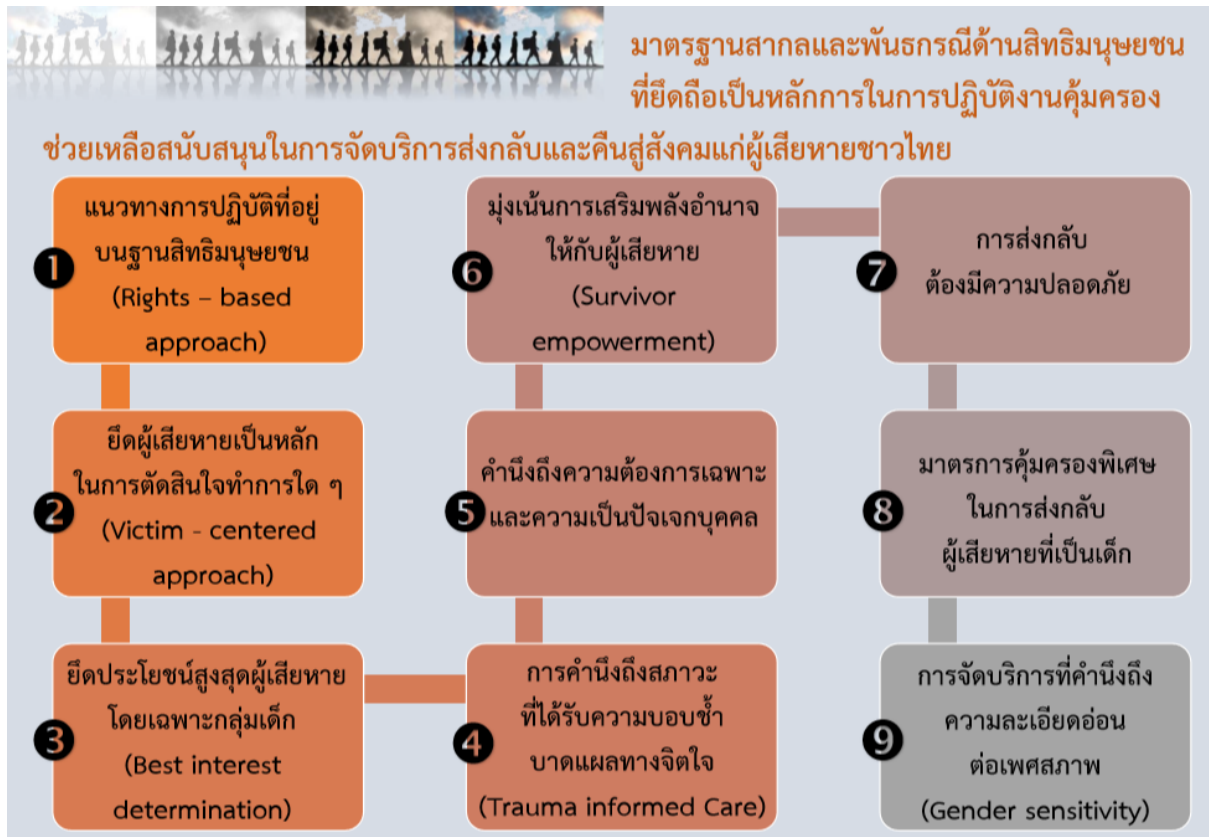 มาตรฐานสากลและพันธกรณีด้านสิทธิมนุษยชน
ที่ยึดถือเป็นหลักการในการปฏิบัติงานคุ้มครอง
ช่วยเหลือสนับสนุนในการจัดบริการส่งกลับและคืนสู่สังคมแก่ผู้เสียหายชาวไทย
1
แนวทางการปฏิบัติที่อยู่
บนฐานสิทธิมนุษยชน
(Rights – based
approach)
2
ยึดผู้เสียหายเป็นหลัก
ในการตัดสินใจทำการใด ๆ
(Victim - centered
approach)
3
ยึดประโยชน์สูงสุดผู้เสียหาย
โดยเฉพาะกลุ่มเด็ก
(Best interest
determination)
4
การคำนึงถึงสภาวะ
ที่ได้รับความบอบช้ำ
บาดแผลทางจิตใจ
(Trauma informed Care)
5
คำนึงถึงความต้องการเฉพาะ
และความเป็นปัจเจกบุคคล
6
มุ่งเน้นการเสริมพลังอำนาจ
ให้กับผู้เสียหาย
(Survivor
empowerment)
7
การส่งกลับ
ต้องมีความปลอดภัย
8
มาตรการคุ้มครองพิเศษ
ในการส่งกลับ
ผู้เสียหายที่เป็นเด็ก
9
การจัดบริการที่คำนึงถึง
ความละเอียดอ่อน
ต่อเพศสภาพ
(Gender sensitivity)